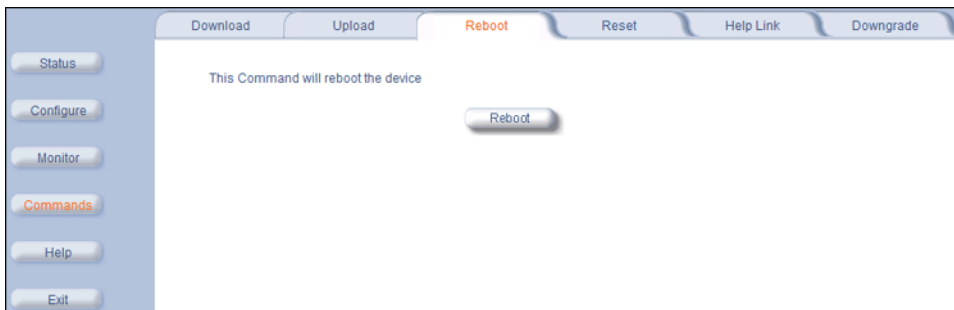 Download Upload Reboot Reset Help Link Downgrade
Status
This Command will reboot the device
Configure
Reboot
Monitor
Commands
Help
Exit